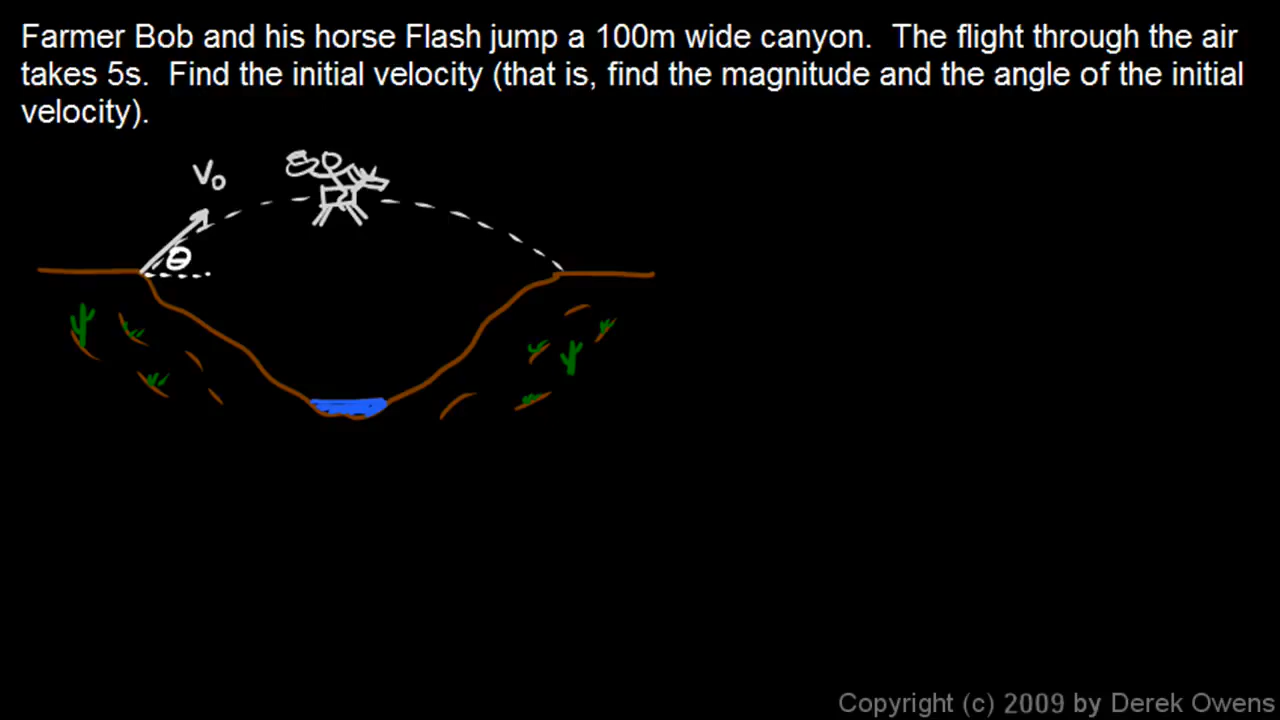 Farmer Bob and his horse Flash jump a 100m wide canyon.  The flight through the air
takes 5s.  Find the initial velocity (that is, find the magnitude and the angle of the initial
velocity).
V₀
θ
Copyright (c) 2009 by Derek Owens